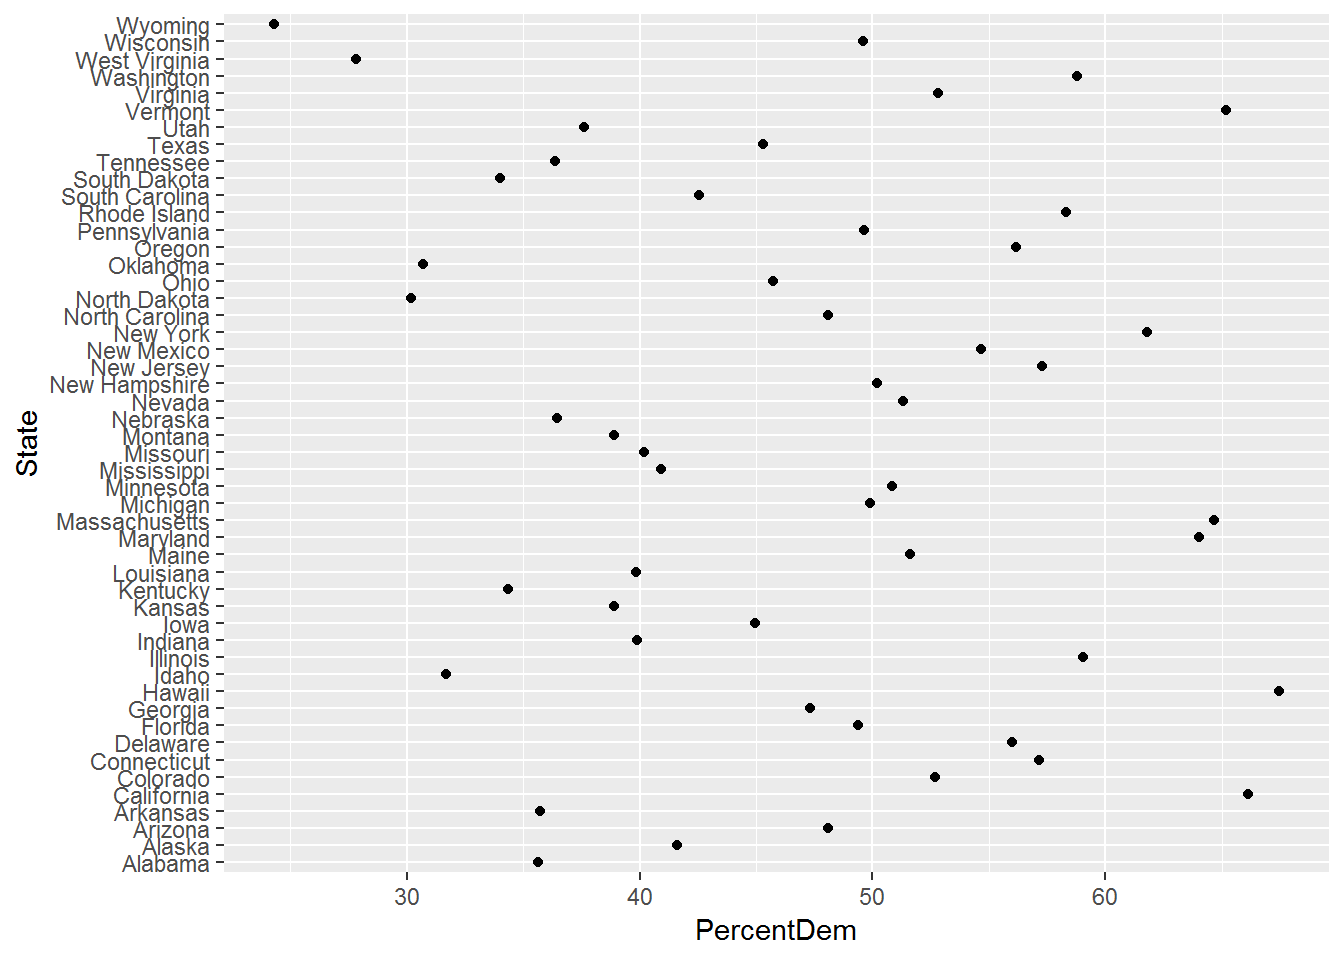 Wyoming
Wisconsin
West Virginia
Washington
Virginia
Vermont
Utah
Texas
Tennessee
South Dakota
South Carolina
Rhode Island
Pennsylvania
Oregon
Oklahoma
Ohio
North Dakota
North Carolina
New York
New Mexico
New Jersey
New Hampshire
Nevada
Nebraska
Montana
Missouri
Mississippi
Minnesota
Michigan
Massachusetts
Maryland
Maine
Louisiana
Kentucky
Kansas
Iowa
Indiana
Illinois
Idaho
Hawaii
Georgia
Florida
Delaware
Connecticut
Colorado
California
Arkansas
Arizona
Alaska
Alabama
State
30 40 50 60
PercentDem